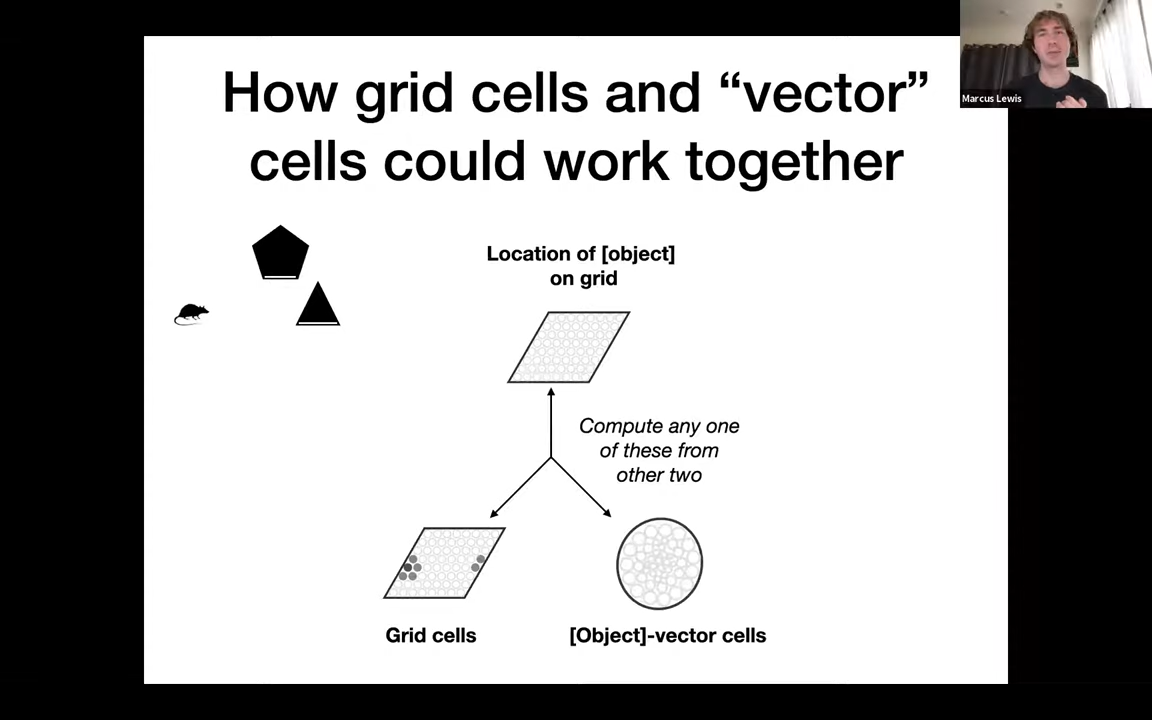 How grid cells and “vector”
cells could work together
Marcus Lewis
Location of [object]
on grid
Compute any one
of these from
other two
Grid cells
[Object]-vector cells